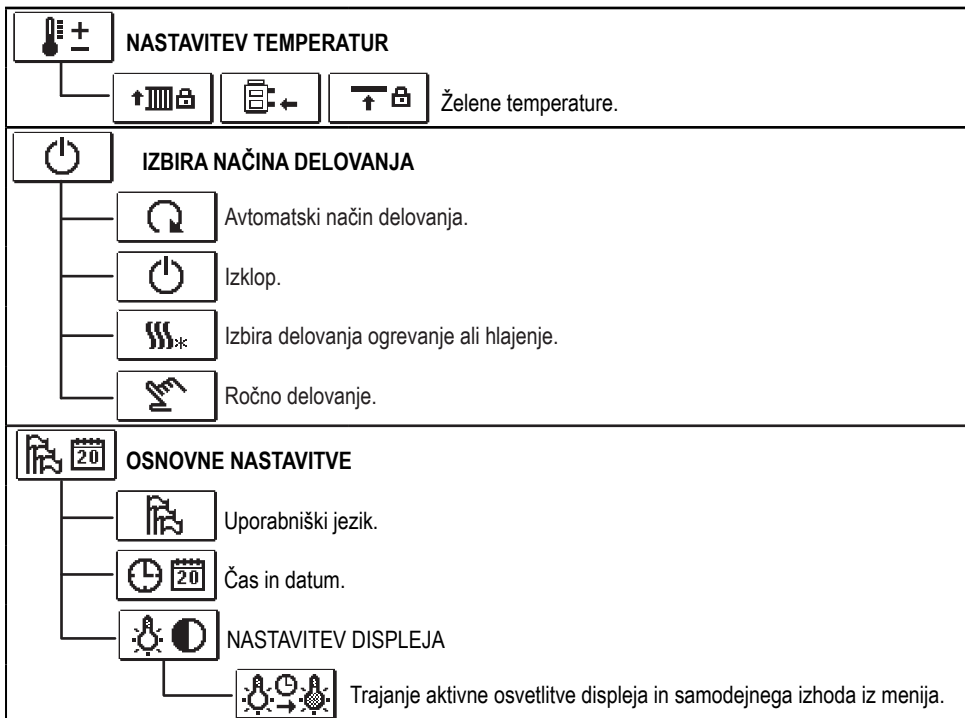 NASTAVITEV TEMPERATUR
Želene temperature.
IZBIRA NAČINA DELOVANJA
Avtomatski način delovanja.
Izklop.
Izbira delovanja ogrevanje ali hlajenje.
Ročno delovanje.
20 OSNOVNE NASTAVITVE
Uporabniški jezik.
20 Čas in datum.
NASTAVITEV DISPLEJA
Trajanje aktivne osvetlitve displeja in samodejnega izhoda iz menija.